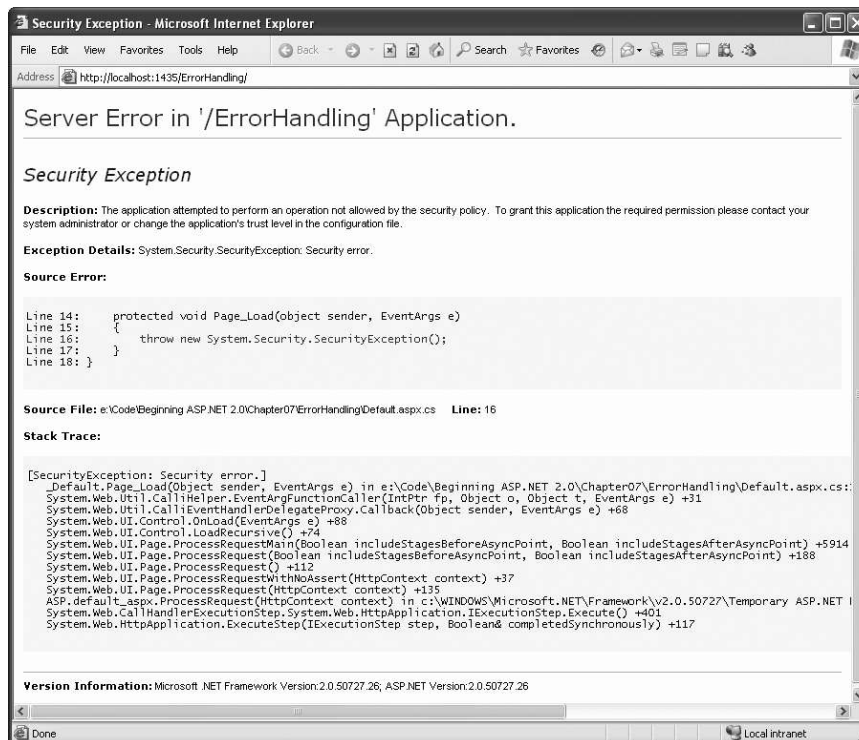 Security Exception - Microsoft Internet Explorer
File Edit View Favorites Tools Help Back Search Favorites
Address http://localhost:1435/ErrorHandling/
Server Error in '/ErrorHandling' Application.
Security Exception
Description: The application attempted to perform an operation not allowed by the security policy. To grant this application the required permission please contact your
system administrator or change the application's trust level in the configuration file.
Exception Details: System.Security.SecurityException: Security error.
Source Error:
Line 14: protected void Page_Load(object sender, EventArgs e)
Line 15: {
Line 16: throw new System.Security.SecurityException();
Line 17: }
Line 18: }
Source File: e:\Code\Beginning ASP.NET 2.0\Chapter07\ErrorHandling\Default.aspx.cs Line: 16
Stack Trace:
[SecurityException: Security error.]
_Default.Page_Load(Object sender, EventArgs e) in e:\Code\Beginning ASP.NET 2.0\Chapter07\ErrorHandling\Default.aspx.cs:
System.Web.Util.CalliHelper.EventArgFunctionCaller(IntPtr fp, Object o, Object t, EventArgs e) +31
System.Web.Util.CalliEventHandlerDelegateProxy.Callback(Object sender, EventArgs e) +68
System.Web.UI.Control.OnLoad(EventArgs e) +88
System.Web.UI.Control.LoadRecursive() +74
System.Web.UI.Page.ProcessRequestMain(Boolean includeStagesBeforeAsyncPoint, Boolean includeStagesAfterAsyncPoint) +5914
System.Web.UI.Page.ProcessRequest(Boolean includeStagesBeforeAsyncPoint, Boolean includeStagesAfterAsyncPoint) +188
System.Web.UI.Page.ProcessRequest() +112
System.Web.UI.Page.ProcessRequestWithNoAssert(HttpContext context) +37
System.Web.UI.Page.ProcessRequest(HttpContext context) +135
ASP.default_aspx.ProcessRequest(HttpContext context) in c:\WINDOWS\Microsoft.NET\Framework\v2.0.50727\Temporary ASP.NET
System.Web.CallHandlerExecutionStep.System.Web.HttpApplication.IExecutionStep.Execute() +401
System.Web.HttpApplication.ExecuteStep(IExecutionStep step, Boolean& completedSynchronously) +117
Version Information: Microsoft .NET Framework Version:2.0.50727.26; ASP.NET Version:2.0.50727.26
Done Local intranet